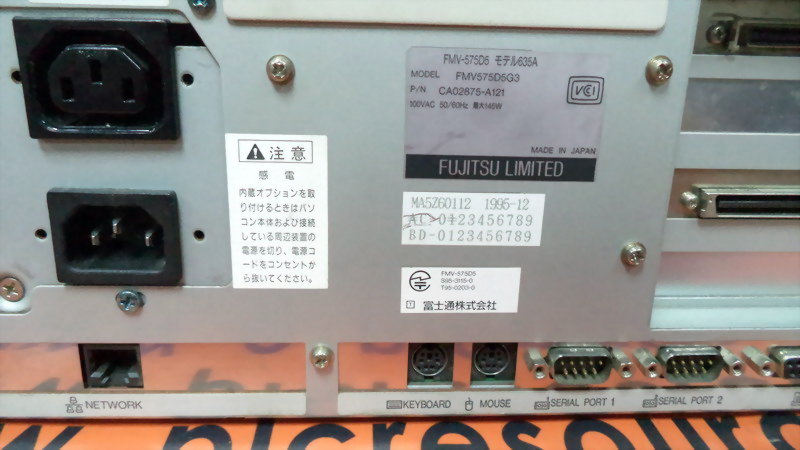 FMV-575D5 モデル635A
MODEL FMV575D5G3
P/N CA02875-A121
100VAC 50/60Hz 最大145W
VCI
MADE IN JAPAN
FUJITSU LIMITED
注意
感電
内蔵オプションを取
り付けるときはパソ
コン本体および接続
している周辺装置の
電源を切り、電源コ
ードをコンセントか
ら抜いてください。
MA5Z60112 1995-12
AC-0123456789
BD-0123456789
FMV-575D5
S95-3115-0
T95-0203-0
富士通株式会社
NETWORK
KEYBOARD
MOUSE
SERIAL PORT 1
SERIAL PORT 2